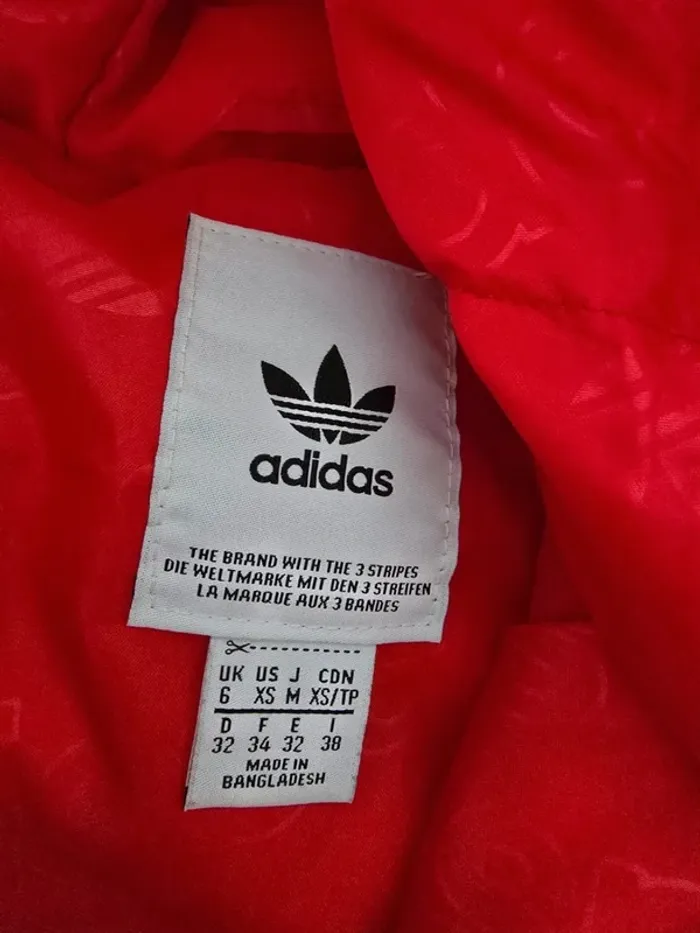 adidas
THE BRAND WITH THE 3 STRIPES
DIE WELTMARKE MIT DEN 3 STREIFEN
LA MARQUE AUX 3 BANDES
UK US J CDN
6 XS M XS/TP
D F E I
32 34 32 38
MADE IN
BANGLADESH